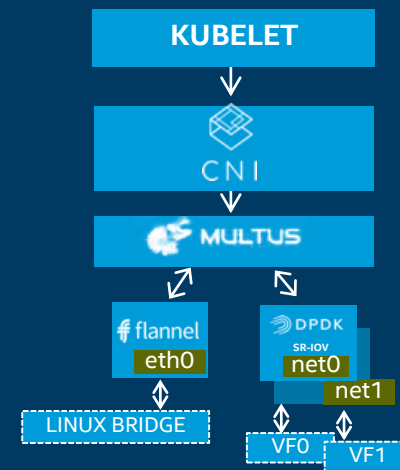 KUBELET
CNI
MULTUS
flannel
eth0
DPDK
SR-IOV
net0
net1
LINUX BRIDGE
VF0
VF1